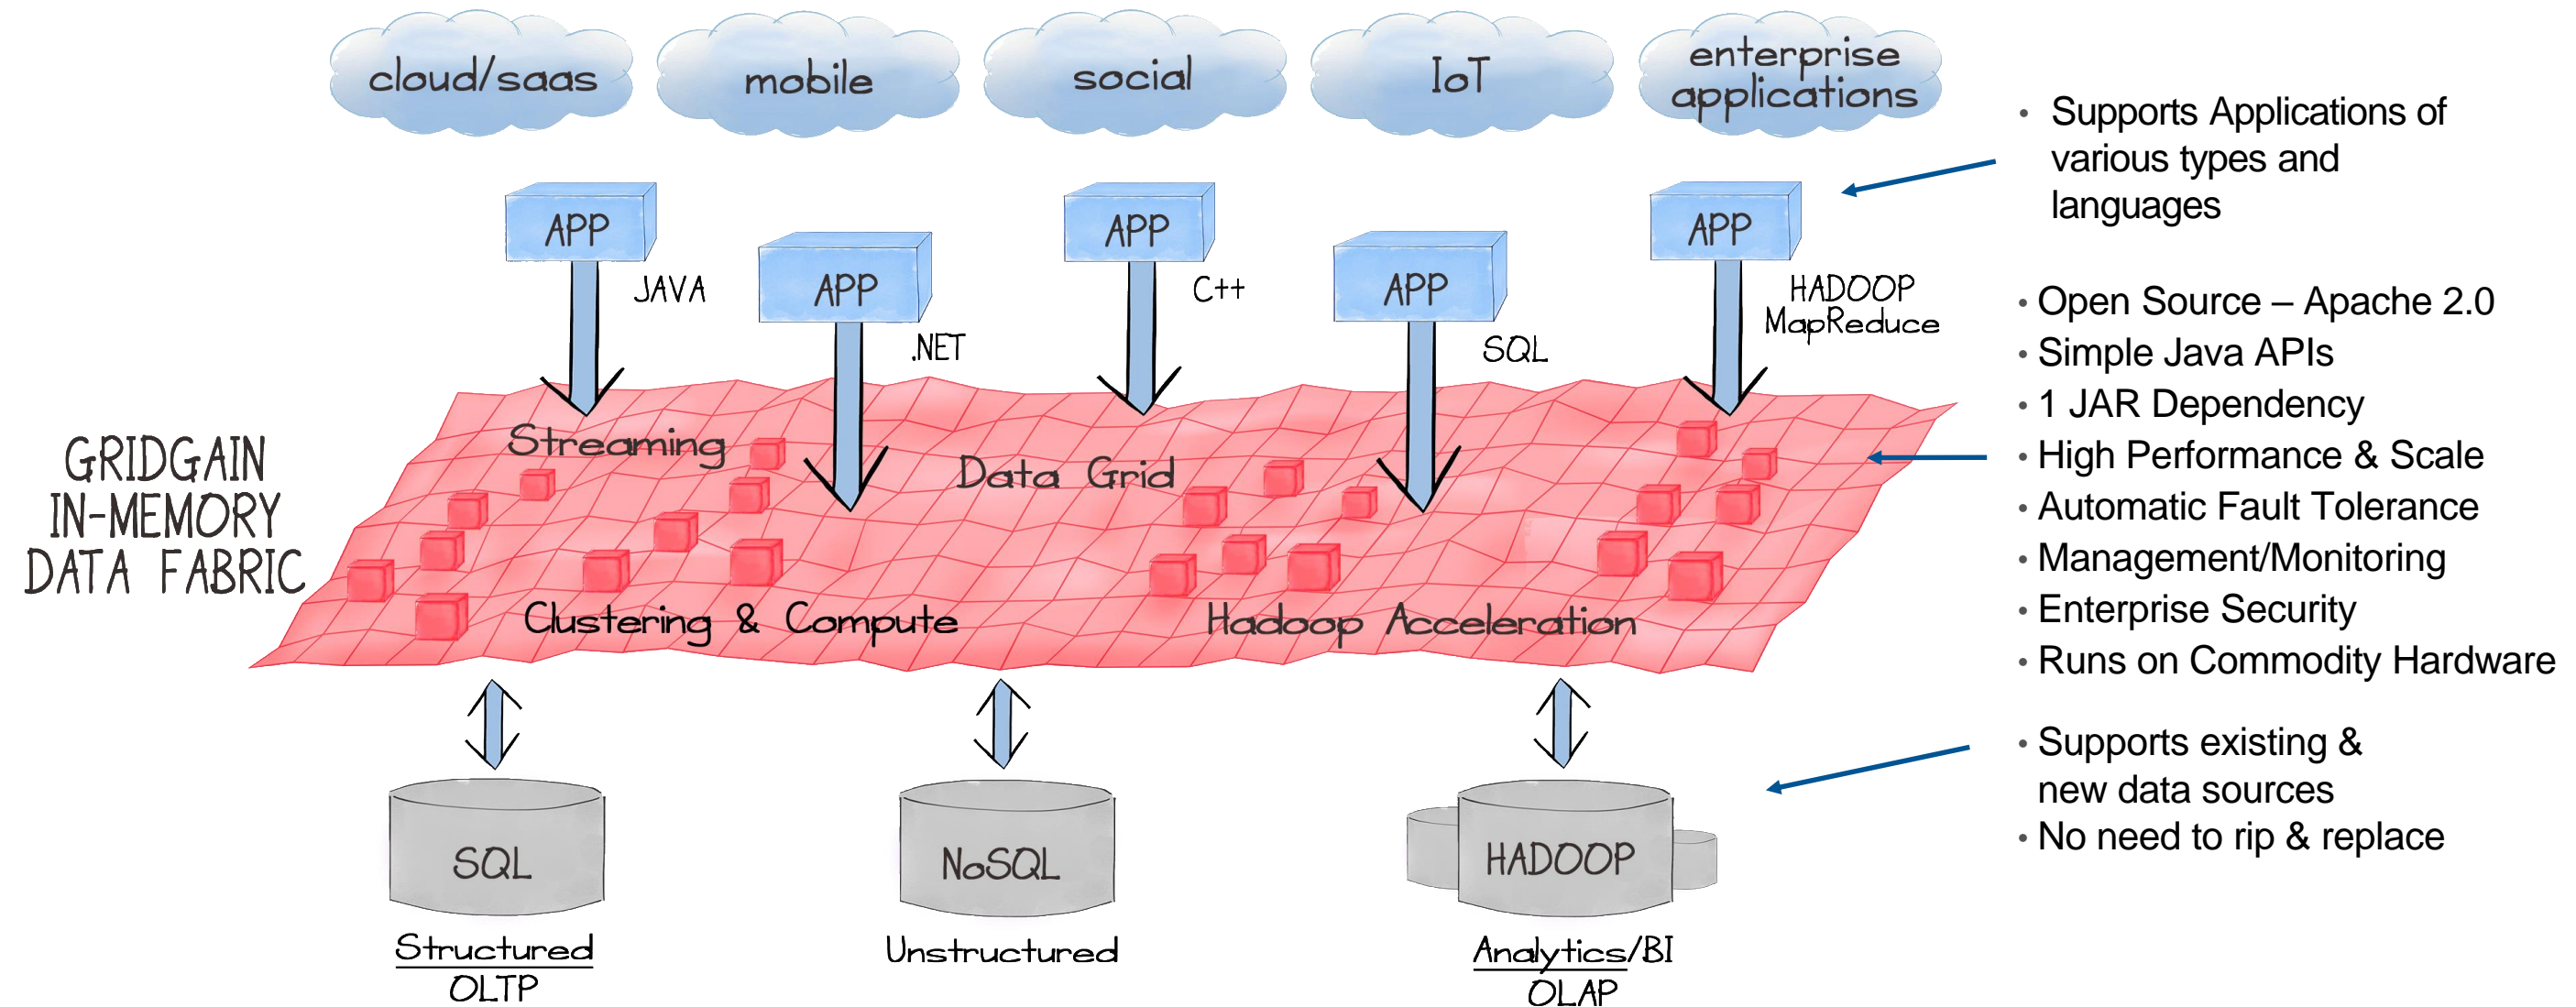 cloud/saas
mobile
social
IoT
enterprise
applications
• Supports Applications of
various types and
languages
APP
JAVA
APP
.NET
APP
C++
APP
SQL
APP
HADOOP
MapReduce
• Open Source – Apache 2.0
• Simple Java APIs
• 1 JAR Dependency
• High Performance & Scale
• Automatic Fault Tolerance
• Management/Monitoring
• Enterprise Security
• Runs on Commodity Hardware
GRIDGAIN
IN-MEMORY
DATA FABRIC
Streaming
Data Grid
Clustering & Compute
Hadoop Acceleration
• Supports existing &
new data sources
• No need to rip & replace
SQL
Structured
OLTP
NoSQL
Unstructured
HADOOP
Analytics/BI
OLAP